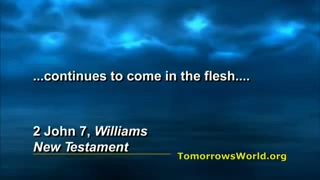 ...continues to come in the flesh....
2 John 7, Williams
New Testament
TomorrowsWorld.org